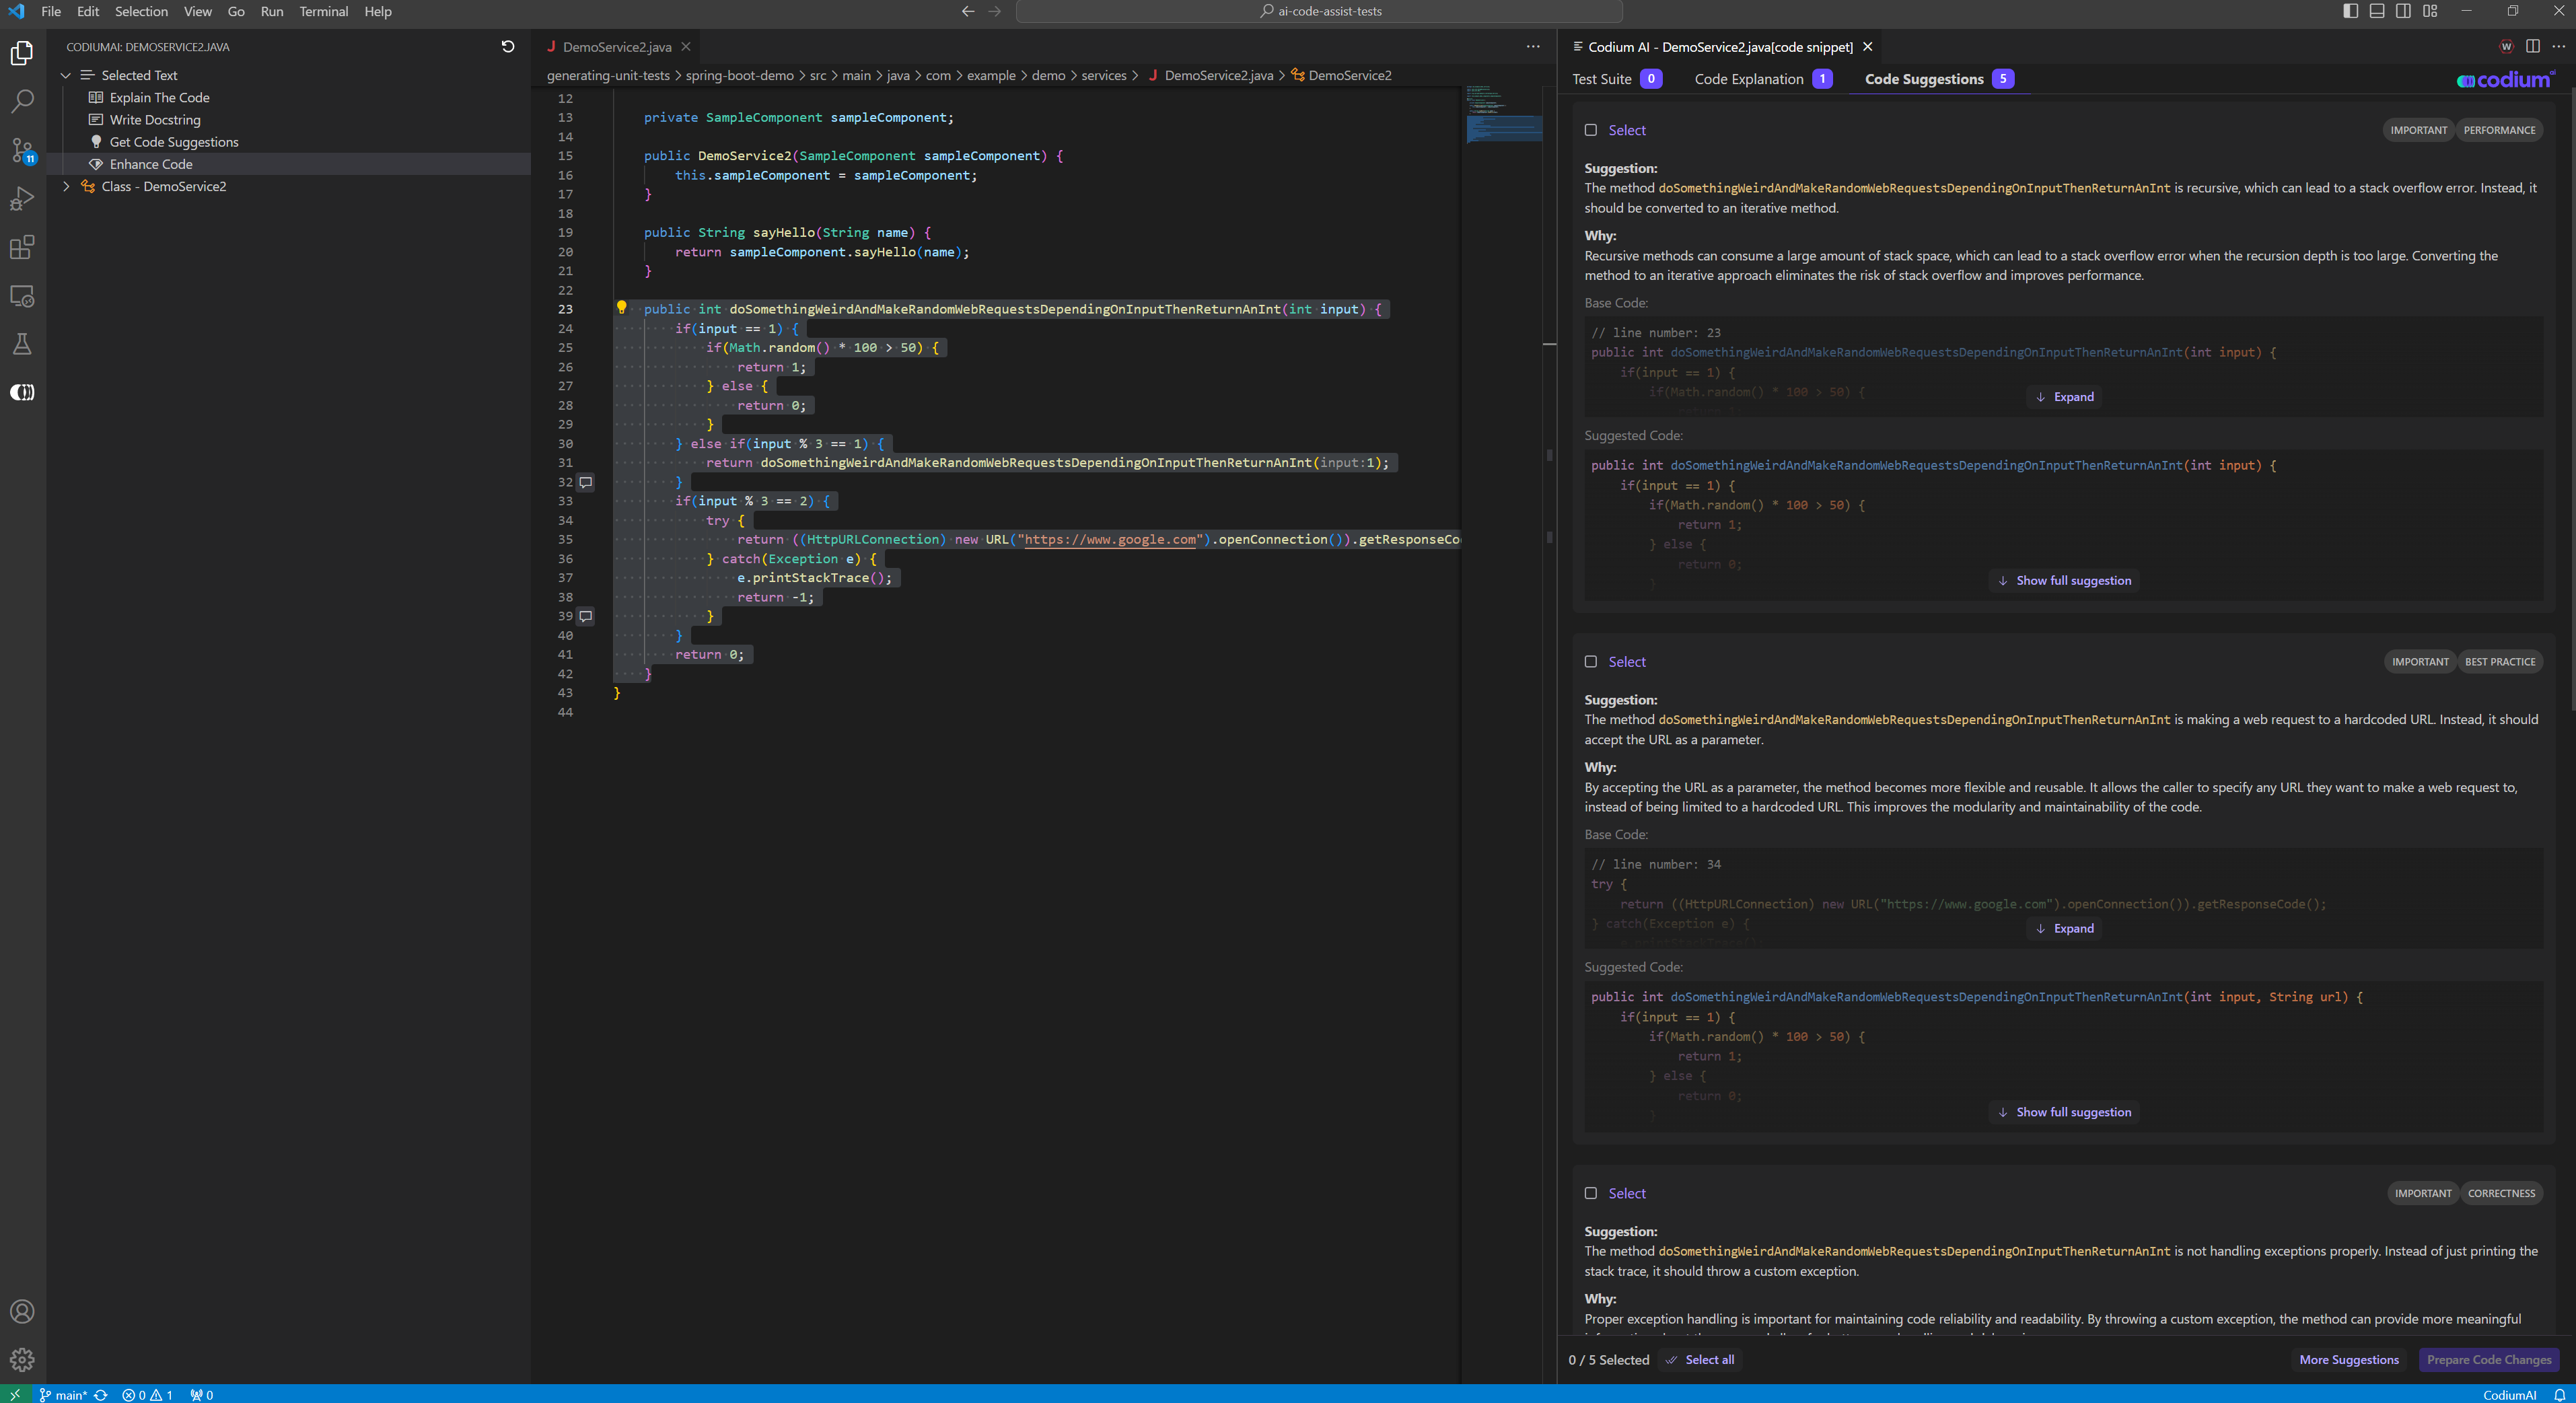 File Edit Selection View Go Run Terminal Help
ai-code-assist-tests
CODIUMAI: DEMOSERVICE2.JAVA
Selected Text
Explain The Code
Write Docstring
Get Code Suggestions
Enhance Code
Class - DemoService2
11
DemoService2.java
generating-unit-tests > spring-boot-demo > src > main > java > com > example > demo > services > DemoService2.java > DemoService2
12
13 private SampleComponent sampleComponent;
14
15 public DemoService2(SampleComponent sampleComponent) {
16 this.sampleComponent = sampleComponent;
17 }
18
19 public String sayHello(String name) {
20 return sampleComponent.sayHello(name);
21 }
22
23 public int doSomethingWeirdAndMakeRandomWebRequestsDependingOnInputThenReturnAnInt(int input) {
24 if(input == 1) {
25 if(Math.random() * 100 > 50) {
26 return 1;
27 } else {
28 return 0;
29 }
30 } else if(input % 3 == 1) {
31 return doSomethingWeirdAndMakeRandomWebRequestsDependingOnInputThenReturnAnInt(input:1);
32 }
33 if(input % 3 == 2) {
34 try {
35 return ((HttpURLConnection) new URL("https://www.google.com").openConnection()).getResponseCo
36 } catch(Exception e) {
37 e.printStackTrace();
38 return -1;
39 }
40 }
41 return 0;
42 }
43 }
44
Codium AI - DemoService2.java[code snippet]
Test Suite 0 Code Explanation 1 Code Suggestions 5 codiumai
Select IMPORTANT PERFORMANCE
Suggestion:
The method doSomethingWeirdAndMakeRandomWebRequestsDependingOnInputThenReturnAnInt is recursive, which can lead to a stack overflow error. Instead, it
should be converted to an iterative method.
Why:
Recursive methods can consume a large amount of stack space, which can lead to a stack overflow error when the recursion depth is too large. Converting the
method to an iterative approach eliminates the risk of stack overflow and improves performance.
Base Code:
// line number: 23
public int doSomethingWeirdAndMakeRandomWebRequestsDependingOnInputThenReturnAnInt(int input) {
if(input == 1) {
if(Math.random() * 100 > 50) {
Expand
Suggested Code:
public int doSomethingWeirdAndMakeRandomWebRequestsDependingOnInputThenReturnAnInt(int input) {
if(input == 1) {
if(Math.random() * 100 > 50) {
return 1;
} else {
return 0;
}
Show full suggestion
Select IMPORTANT BEST PRACTICE
Suggestion:
The method doSomethingWeirdAndMakeRandomWebRequestsDependingOnInputThenReturnAnInt is making a web request to a hardcoded URL. Instead, it should
accept the URL as a parameter.
Why:
By accepting the URL as a parameter, the method becomes more flexible and reusable. It allows the caller to specify any URL they want to make a web request to,
instead of being limited to a hardcoded URL. This improves the modularity and maintainability of the code.
Base Code:
// line number: 34
try {
return ((HttpURLConnection) new URL("https://www.google.com").openConnection()).getResponseCode();
} catch(Exception e) {
Expand
Suggested Code:
public int doSomethingWeirdAndMakeRandomWebRequestsDependingOnInputThenReturnAnInt(int input, String url) {
if(input == 1) {
if(Math.random() * 100 > 50) {
return 1;
} else {
return 0;
}
Show full suggestion
Select IMPORTANT CORRECTNESS
Suggestion:
The method doSomethingWeirdAndMakeRandomWebRequestsDependingOnInputThenReturnAnInt is not handling exceptions properly. Instead of just printing the
stack trace, it should throw a custom exception.
Why:
Proper exception handling is important for maintaining code reliability and readability. By throwing a custom exception, the method can provide more meaningful
0 / 5 Selected Select all More Suggestions Prepare Code Changes
main* 0 1 0 CodiumAI